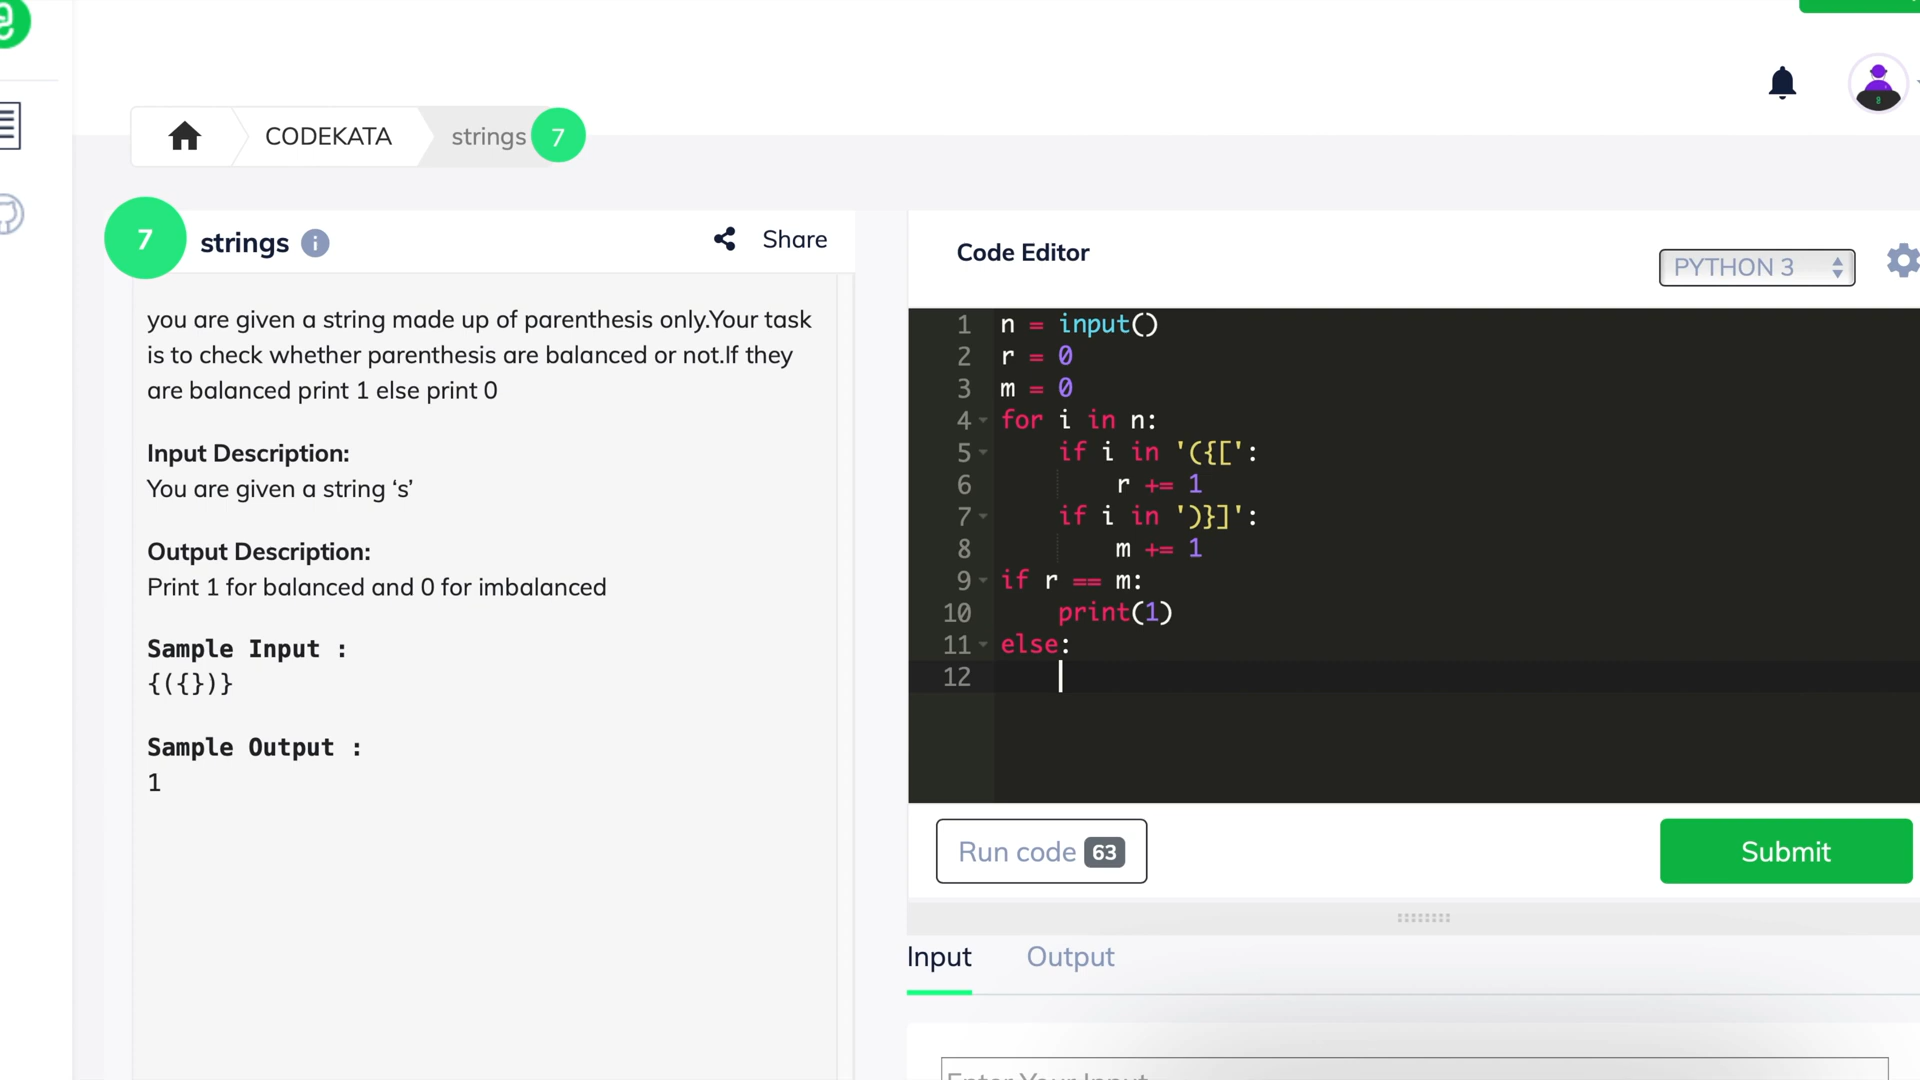 CODEKATA
strings 7
7 strings
Share
you are given a string made up of parenthesis only.Your task
is to check whether parenthesis are balanced or not.If they
are balanced print 1 else print 0
Input Description:
You are given a string ‘s’
Output Description:
Print 1 for balanced and 0 for imbalanced
Sample Input :
{({})}
Sample Output :
1
Code Editor
PYTHON 3
1 n = input()
2 r = 0
3 m = 0
4 for i in n:
5 if i in '({[':
6 r += 1
7 if i in ')}]':
8 m += 1
9 if r == m:
10 print(1)
11 else:
12
Run code 63
Submit
Input
Output
Enter Your Input